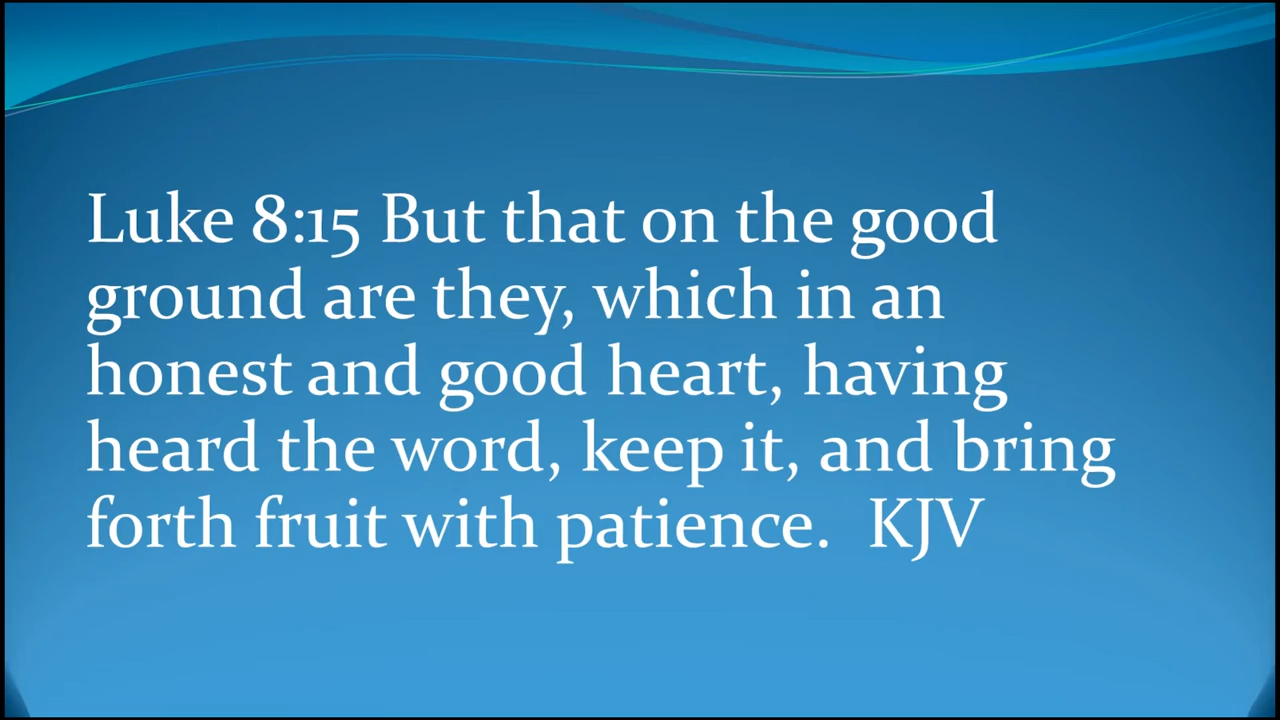 Luke 8:15 But that on the good
ground are they, which in an
honest and good heart, having
heard the word, keep it, and bring
forth fruit with patience.  KJV